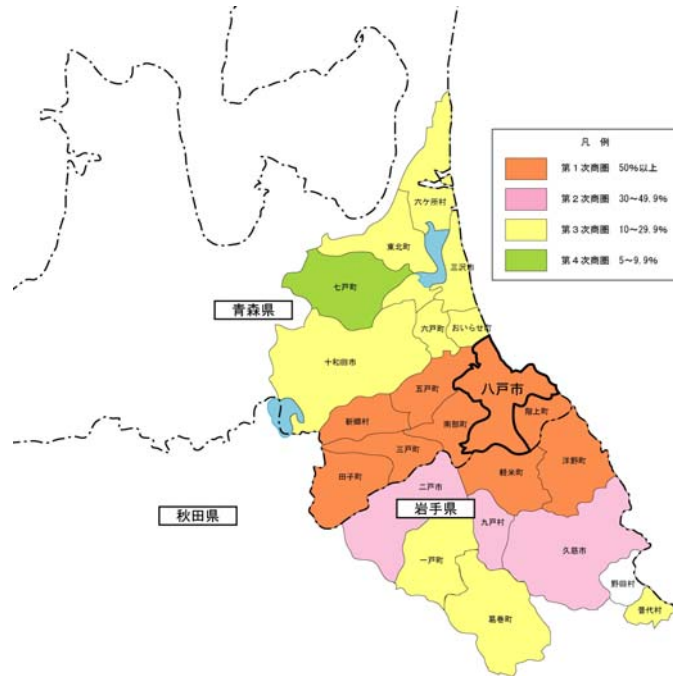 凡 例
第1次商圏 50%以上
第2次商圏 30～49.9%
第3次商圏 10～29.9%
第4次商圏 5～9.9%
六ケ所村
東北町
三沢市
七戸町
青森県
六戸町
おいらせ町
十和田市
五戸町
八戸市
新郷村
南部町
階上町
三戸町
田子町
軽米町
洋野町
二戸市
秋田県
岩手県
九戸村
久慈市
一戸町
野田村
葛巻町
普代村